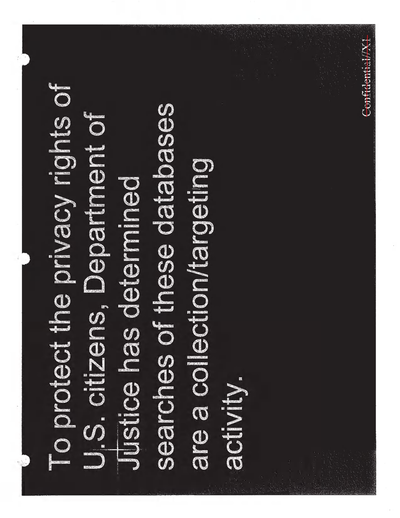 To protect the privacy rights of
U.S. citizens, Department of
Justice has determined
searches of these databases
are a collection/targeting
activity.
Confidential//X1